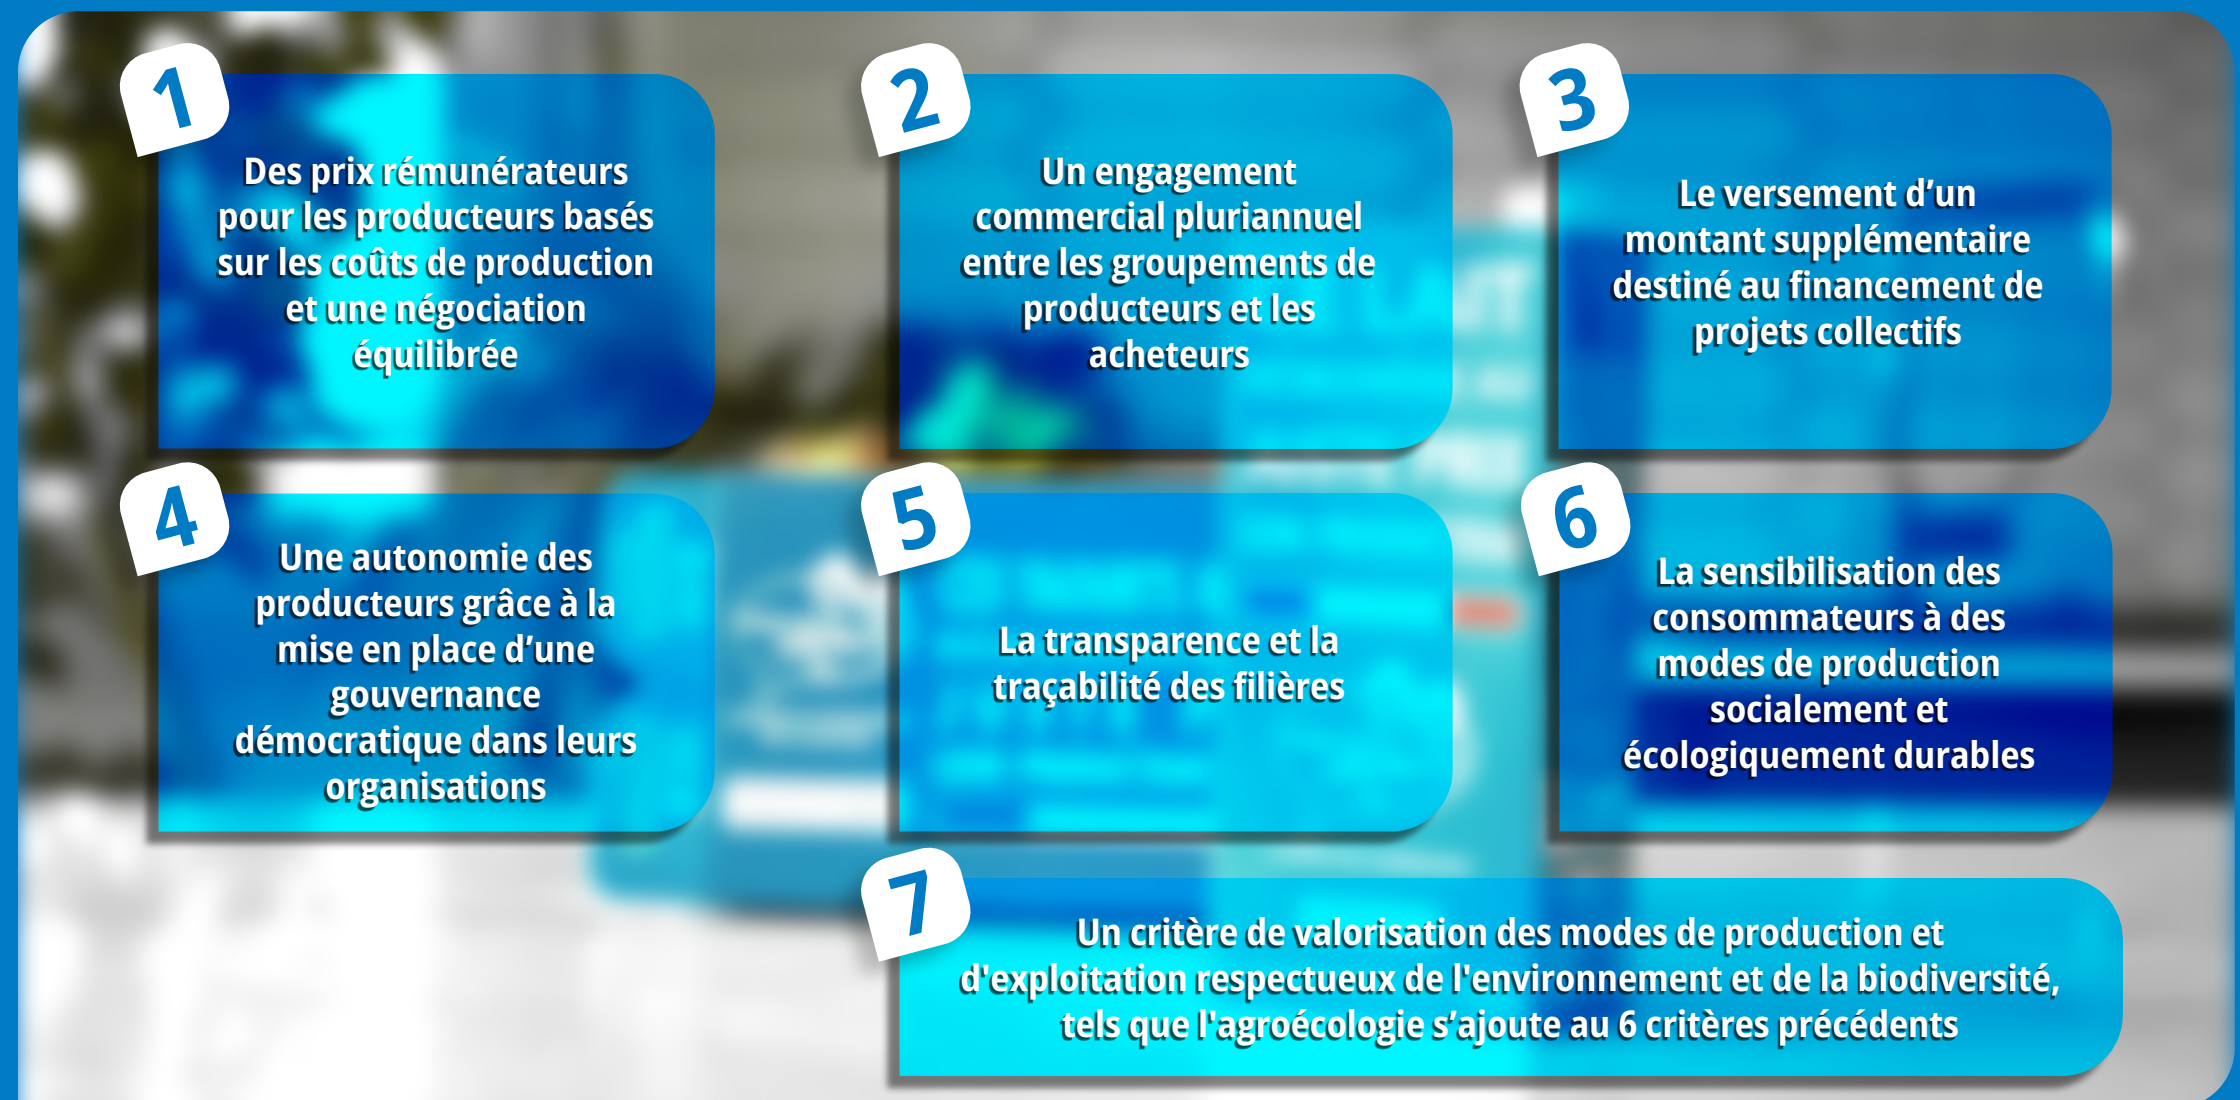 1
Des prix rémunérateurs
pour les producteurs basés
sur les coûts de production
et une négociation
équilibrée
2
Un engagement
commercial pluriannuel
entre les groupements de
producteurs et les
acheteurs
3
Le versement d’un
montant supplémentaire
destiné au financement de
projets collectifs
4
Une autonomie des
producteurs grâce à la
mise en place d’une
gouvernance
démocratique dans leurs
organisations
5
La transparence et la
traçabilité des filières
6
La sensibilisation des
consommateurs à des
modes de production
socialement et
écologiquement durables
7
Un critère de valorisation des modes de production et
d'exploitation respectueux de l'environnement et de la biodiversité,
tels que l'agroécologie s’ajoute au 6 critères précédents